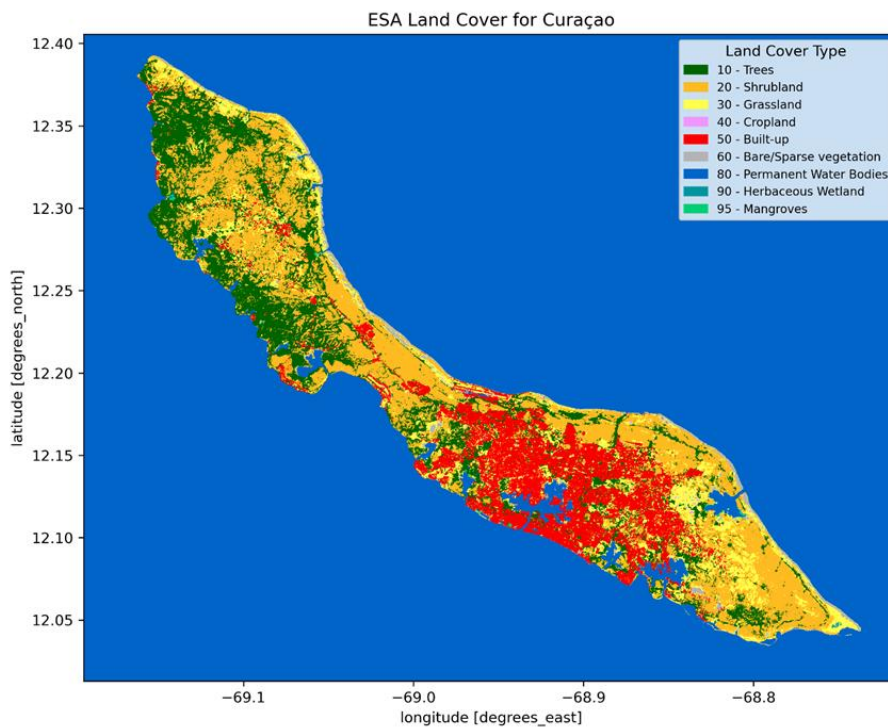 ESA Land Cover for Curaçao
Land Cover Type
10 - Trees
20 - Shrubland
30 - Grassland
40 - Cropland
50 - Built-up
60 - Bare/Sparse vegetation
80 - Permanent Water Bodies
90 - Herbaceous Wetland
95 - Mangroves
latitude [degrees_north]
12.40
12.35
12.30
12.25
12.20
12.15
12.10
12.05
−69.1
−69.0
−68.9
−68.8
longitude [degrees_east]